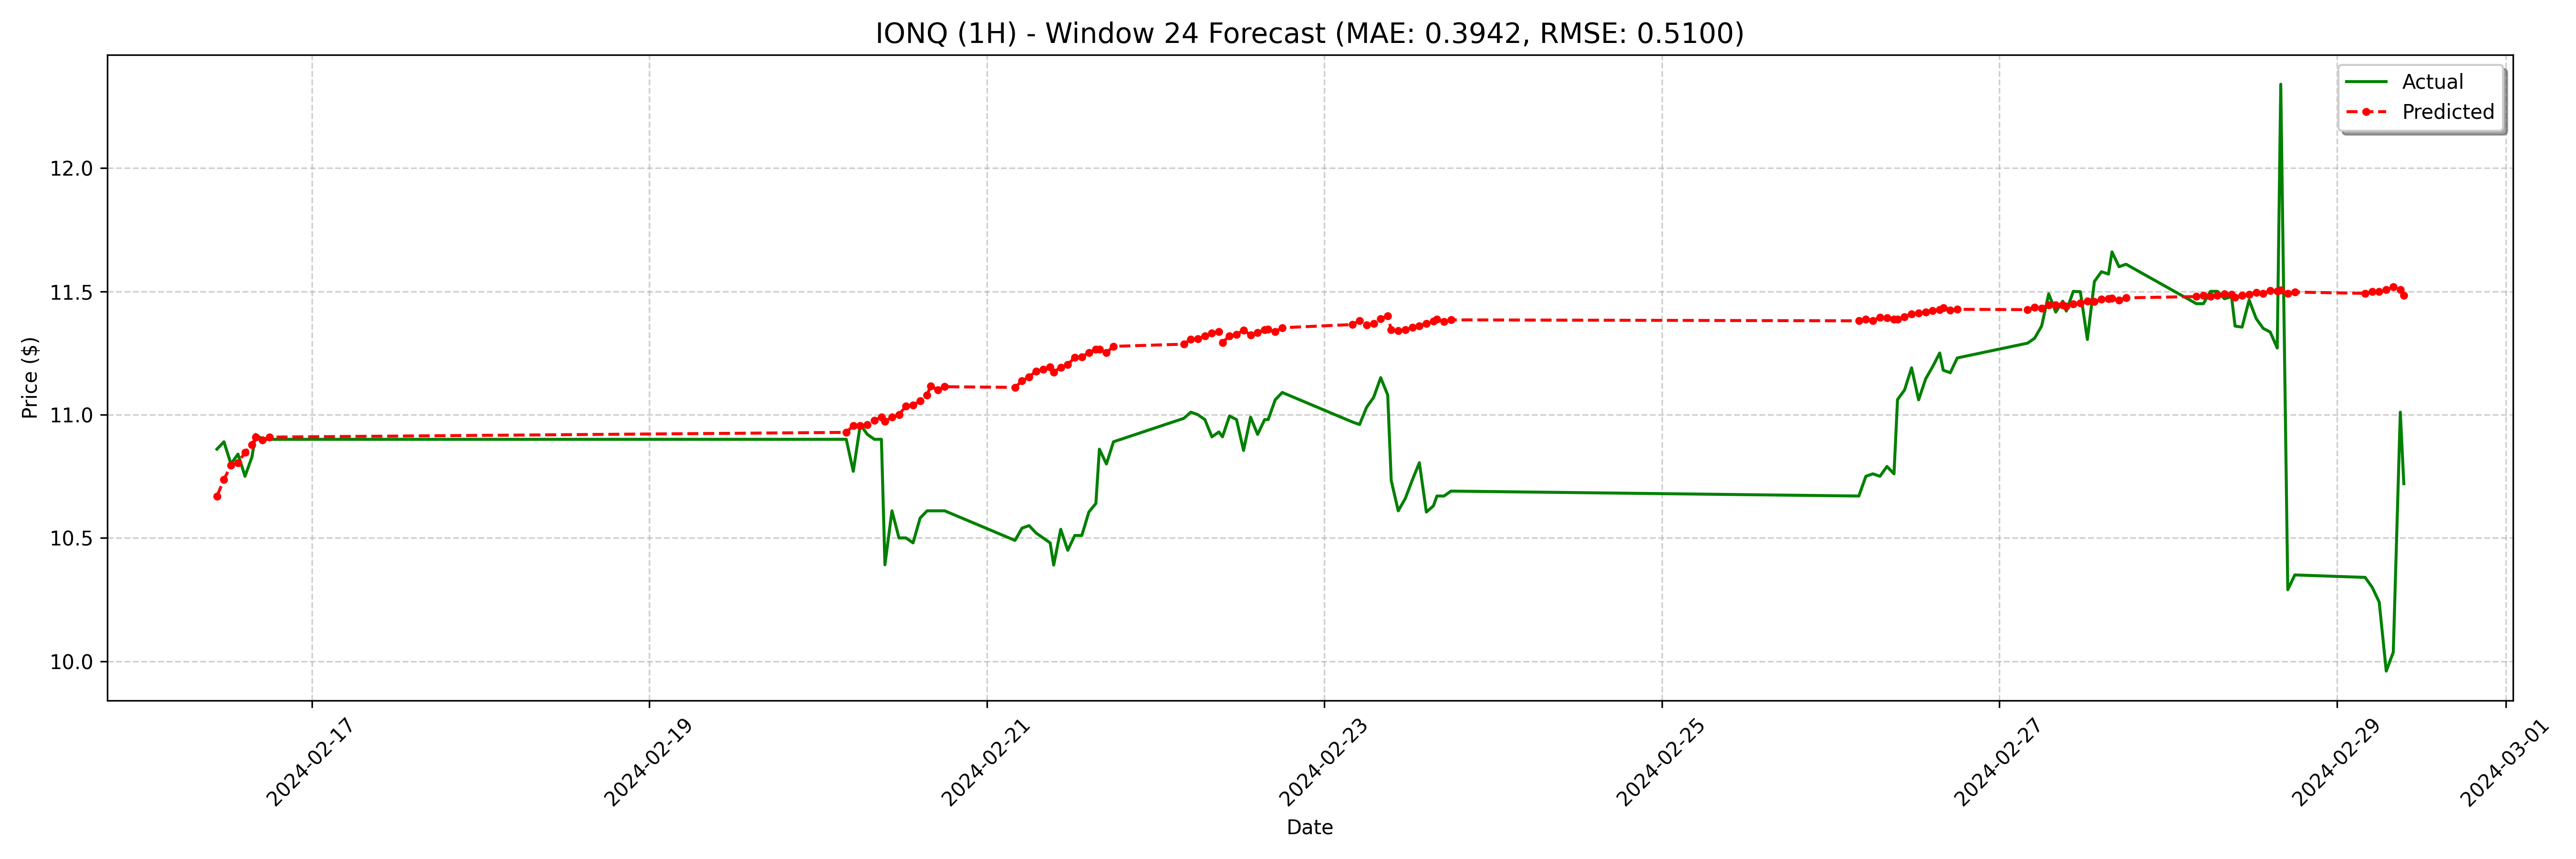 IONQ (1H) - Window 24 Forecast (MAE: 0.3942, RMSE: 0.5100)
Actual
Predicted
Price ($)
12.0
11.5
11.0
10.5
10.0
2024-02-17
2024-02-19
2024-02-21
2024-02-23
2024-02-25
2024-02-27
2024-02-29
2024-03-01
Date